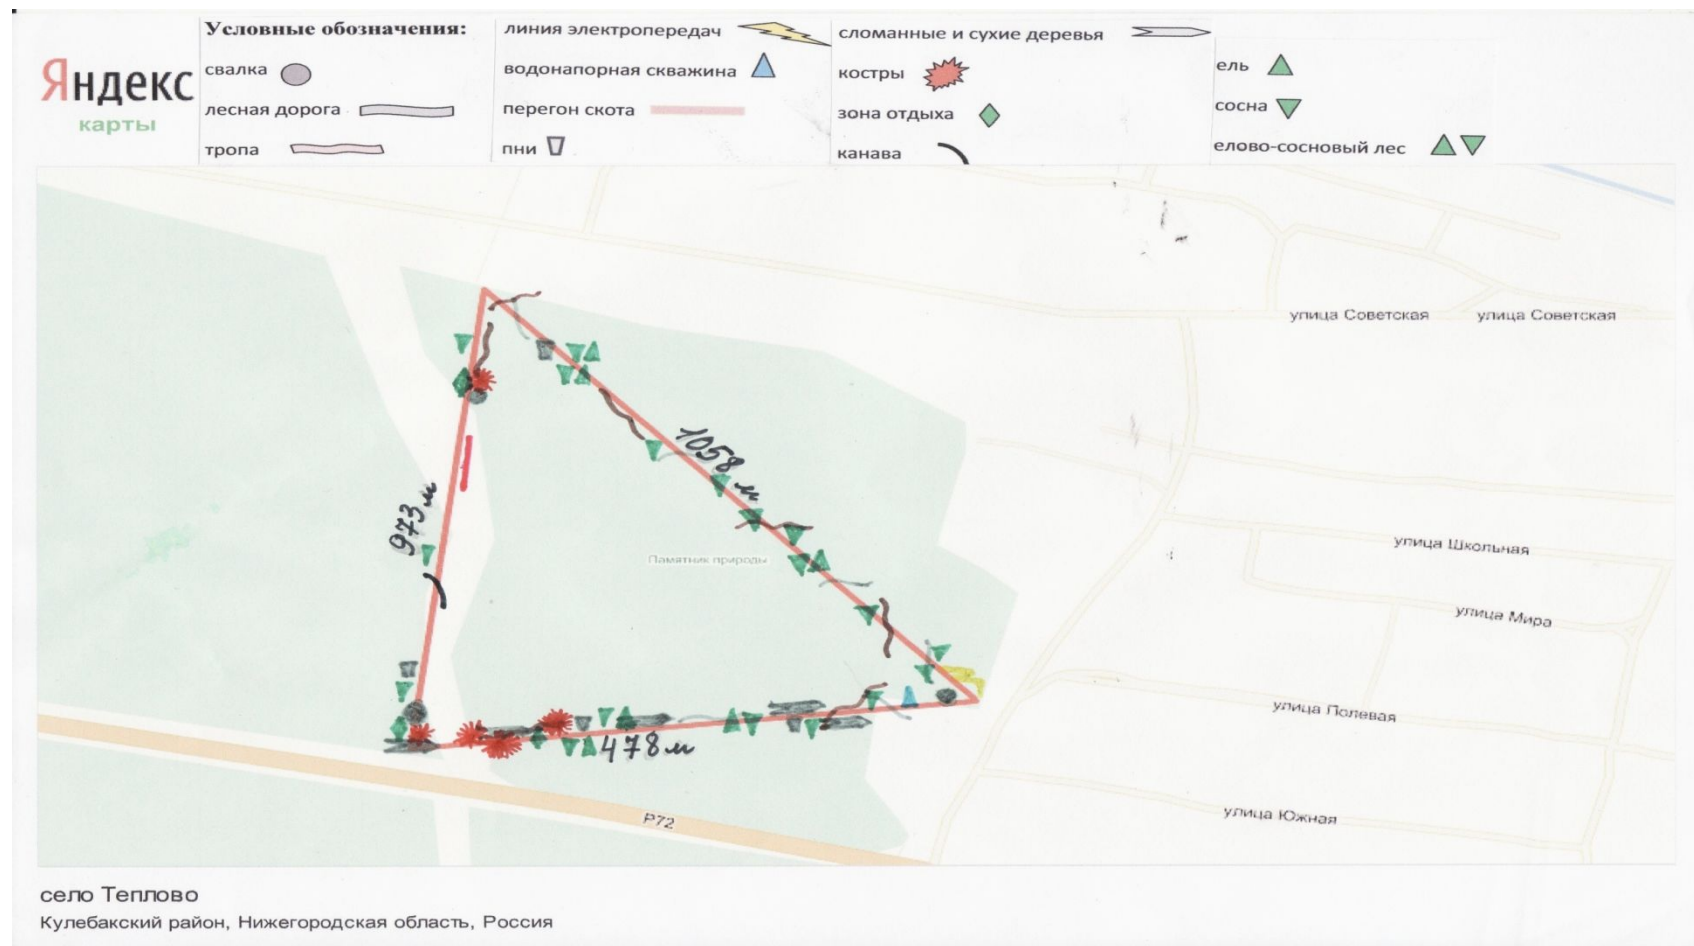 Яндекс
карты
Условные обозначения:
свалка
лесная дорога
тропа
линия электропередач
водонапорная скважина
перегон скота
пни
сломанные и сухие деревья
костры
зона отдыха
канава
ель
сосна
елово-сосновый лес
улица Советская
улица Советская
1058 м
973 м
Памятник природы
улица Школьная
улица Мира
улица Полевая
478 м
улица Южная
Р72
село Теплово
Кулебакский район, Нижегородская область, Россия